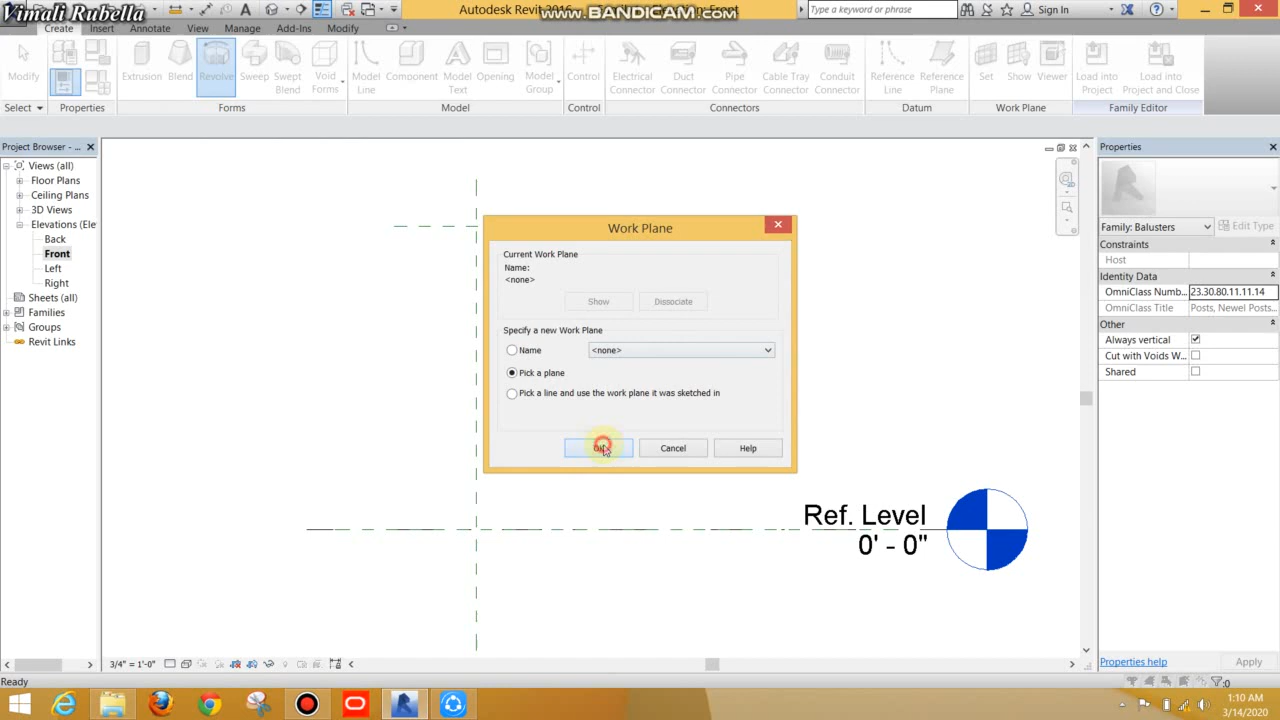 Vimali Rubella
Autodesk Revit 2016
Front
www.BANDICAM.com
Type a keyword or phrase
Sign In
Create
Insert
Annotate
View
Manage
Add-Ins
Modify
Modify
Extrusion
Blend
Revolve
Sweep
Swept Blend
Void Forms
Model Line
Component
Model Text
Opening
Model Group
Control
Electrical Connector
Duct Connector
Pipe Connector
Cable Tray Connector
Conduit Connector
Reference Line
Reference Plane
Set
Show
Viewer
Load into Project
Load into Project and Close
Select
Properties
Forms
Model
Control
Connectors
Datum
Work Plane
Family Editor
Project Browser - ...
Views (all)
Floor Plans
Ceiling Plans
3D Views
Elevations (Ele
Back
Front
Left
Right
Sheets (all)
Families
Groups
Revit Links
Work Plane
Current Work Plane
Name:
<none>
Show
Dissociate
Specify a new Work Plane
Name
<none>
Pick a plane
Pick a line and use the work plane it was sketched in
Cancel
Help
Ref. Level
0' - 0"
Properties
Family: Balusters
Edit Type
Constraints
Host
Identity Data
OmniClass Numb...
23.30.80.11.11.14
OmniClass Title
Posts, Newel Posts...
Other
Always vertical
Cut with Voids W...
Shared
Properties help
Apply
3/4" = 1'-0"
Ready
:0
1:10 AM
3/14/2020